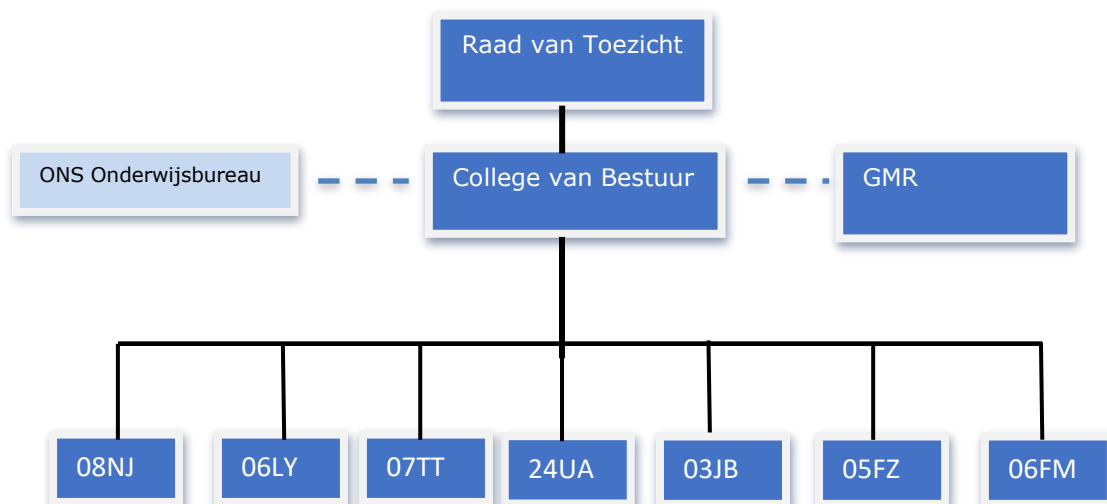 Raad van Toezicht
ONS Onderwijsbureau
College van Bestuur
GMR
08NJ
06LY
07TT
24UA
03JB
05FZ
06FM